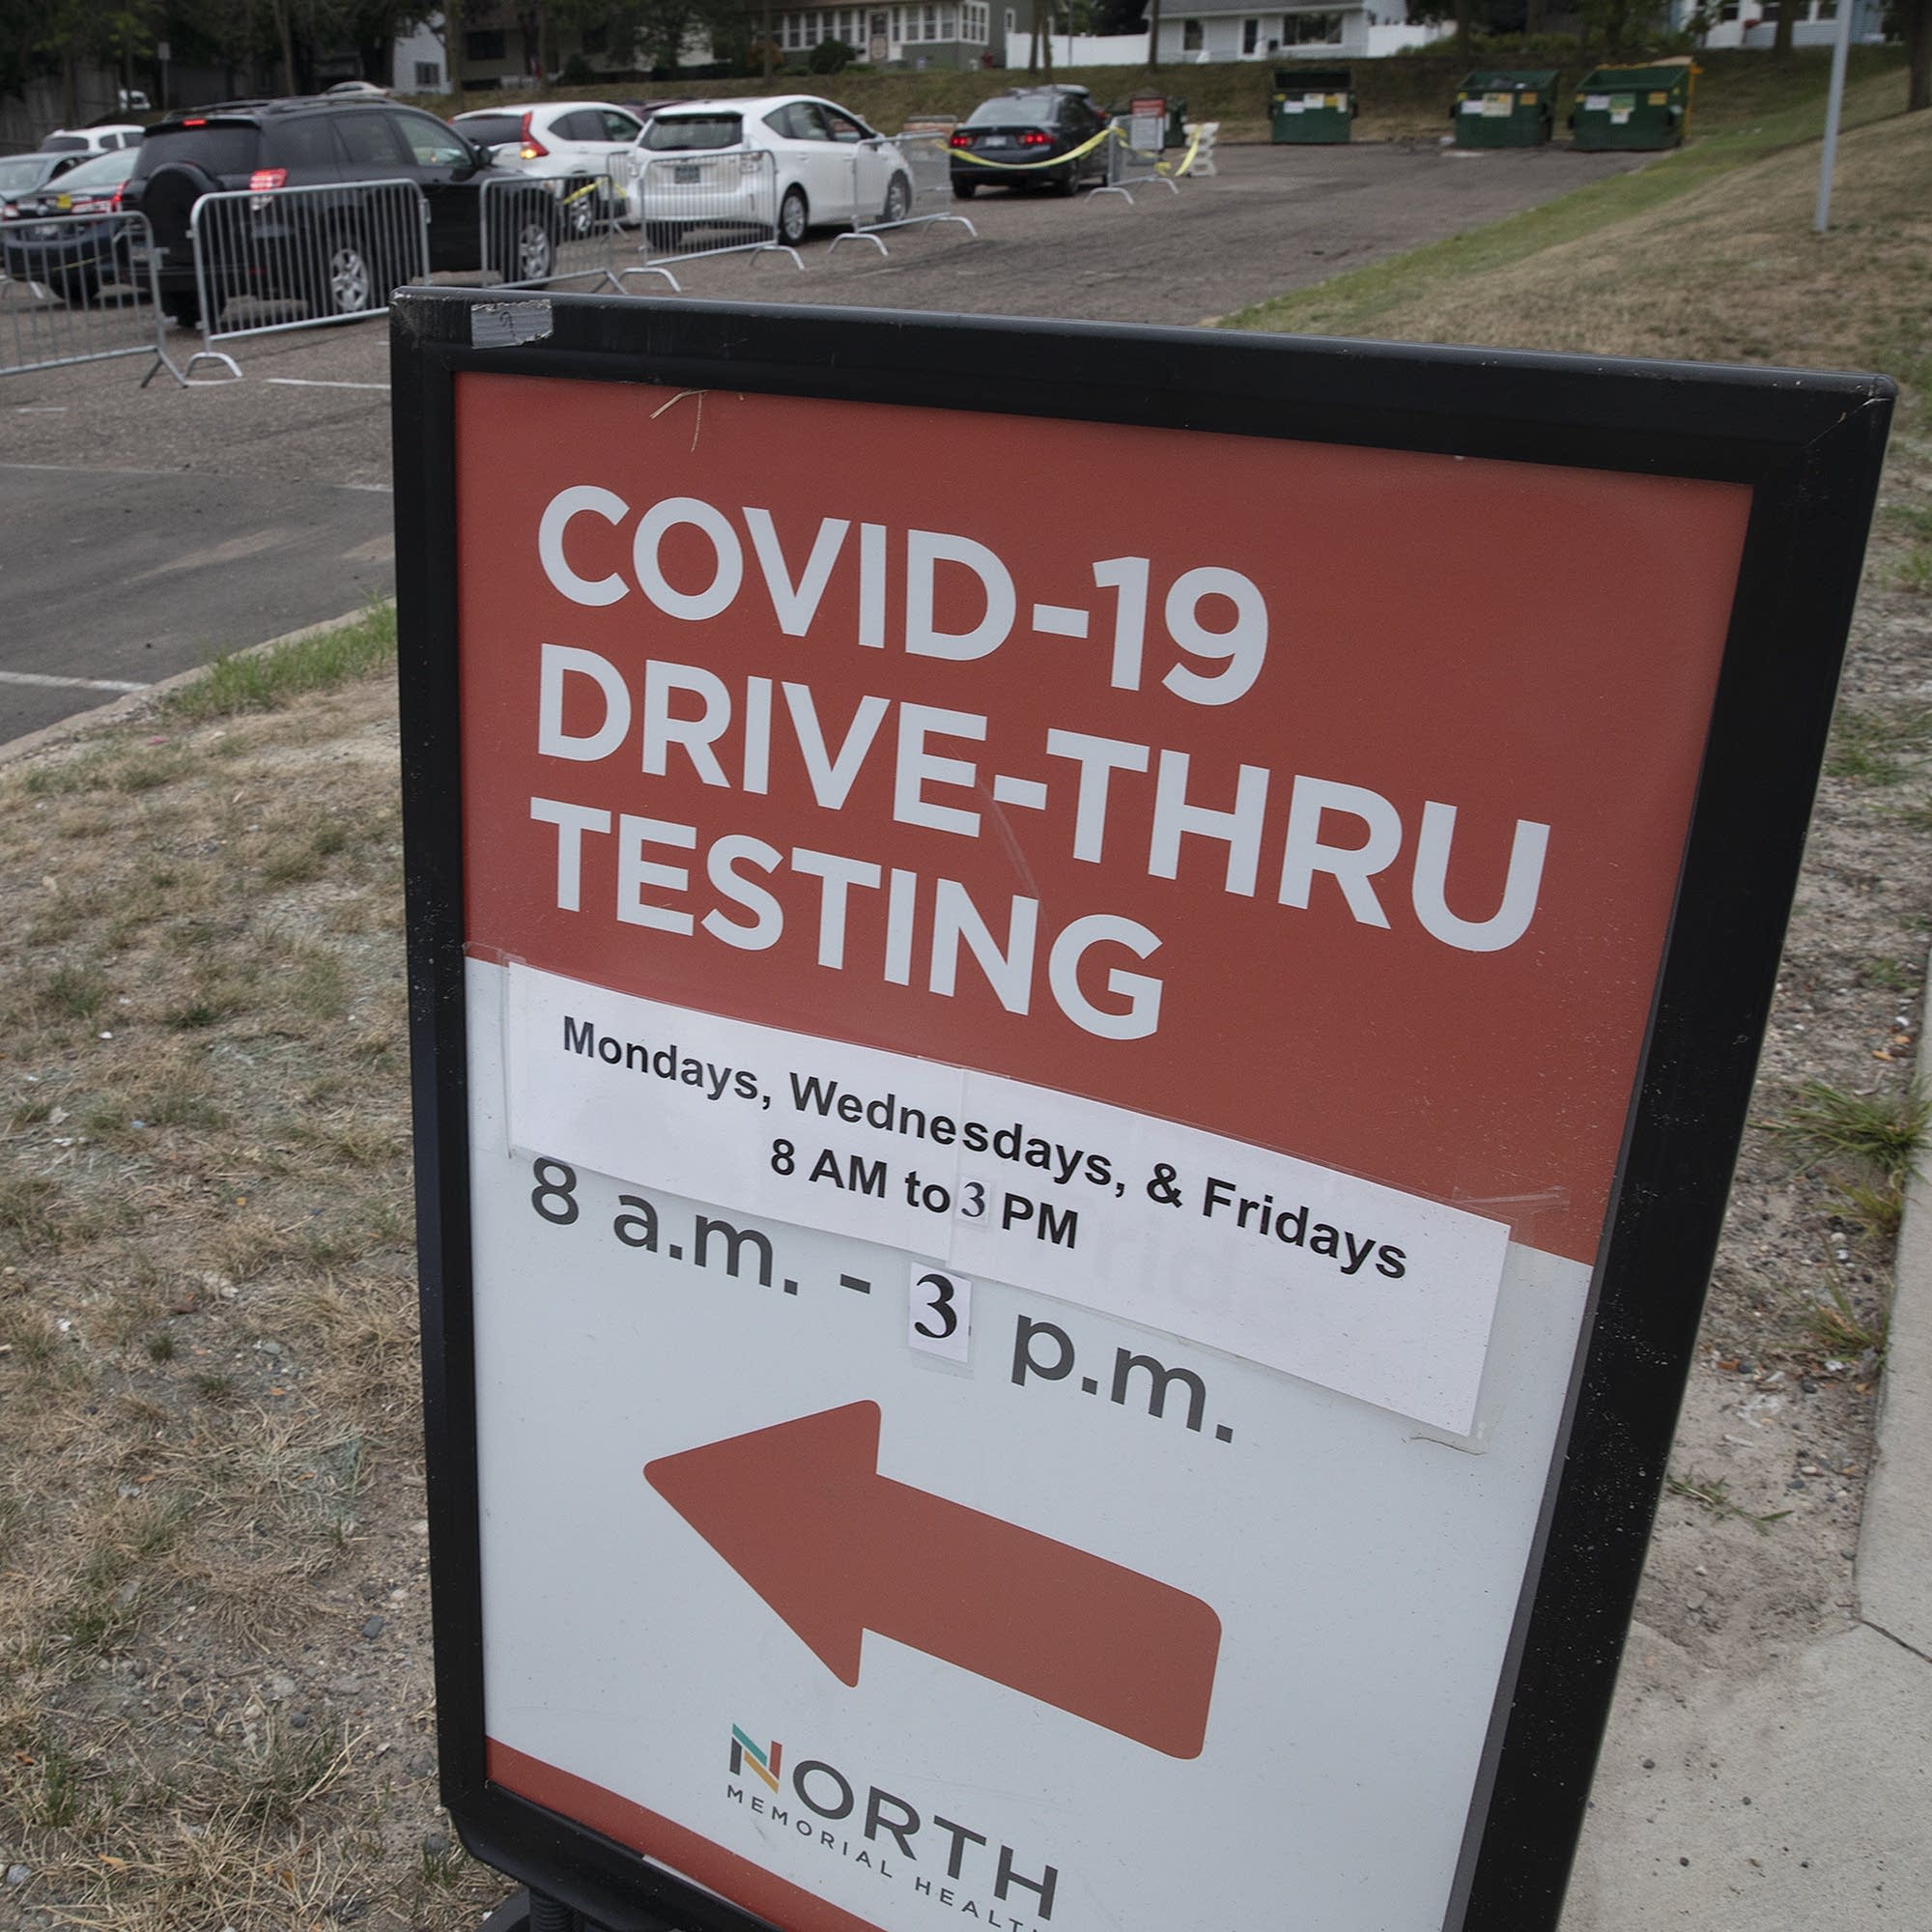 COVID-19
DRIVE-THRU
TESTING
Mondays, Wednesdays, & Fridays
8 AM to 3 PM
8 a.m. - 3 p.m.
NORTH
MEMORIAL HEALTH